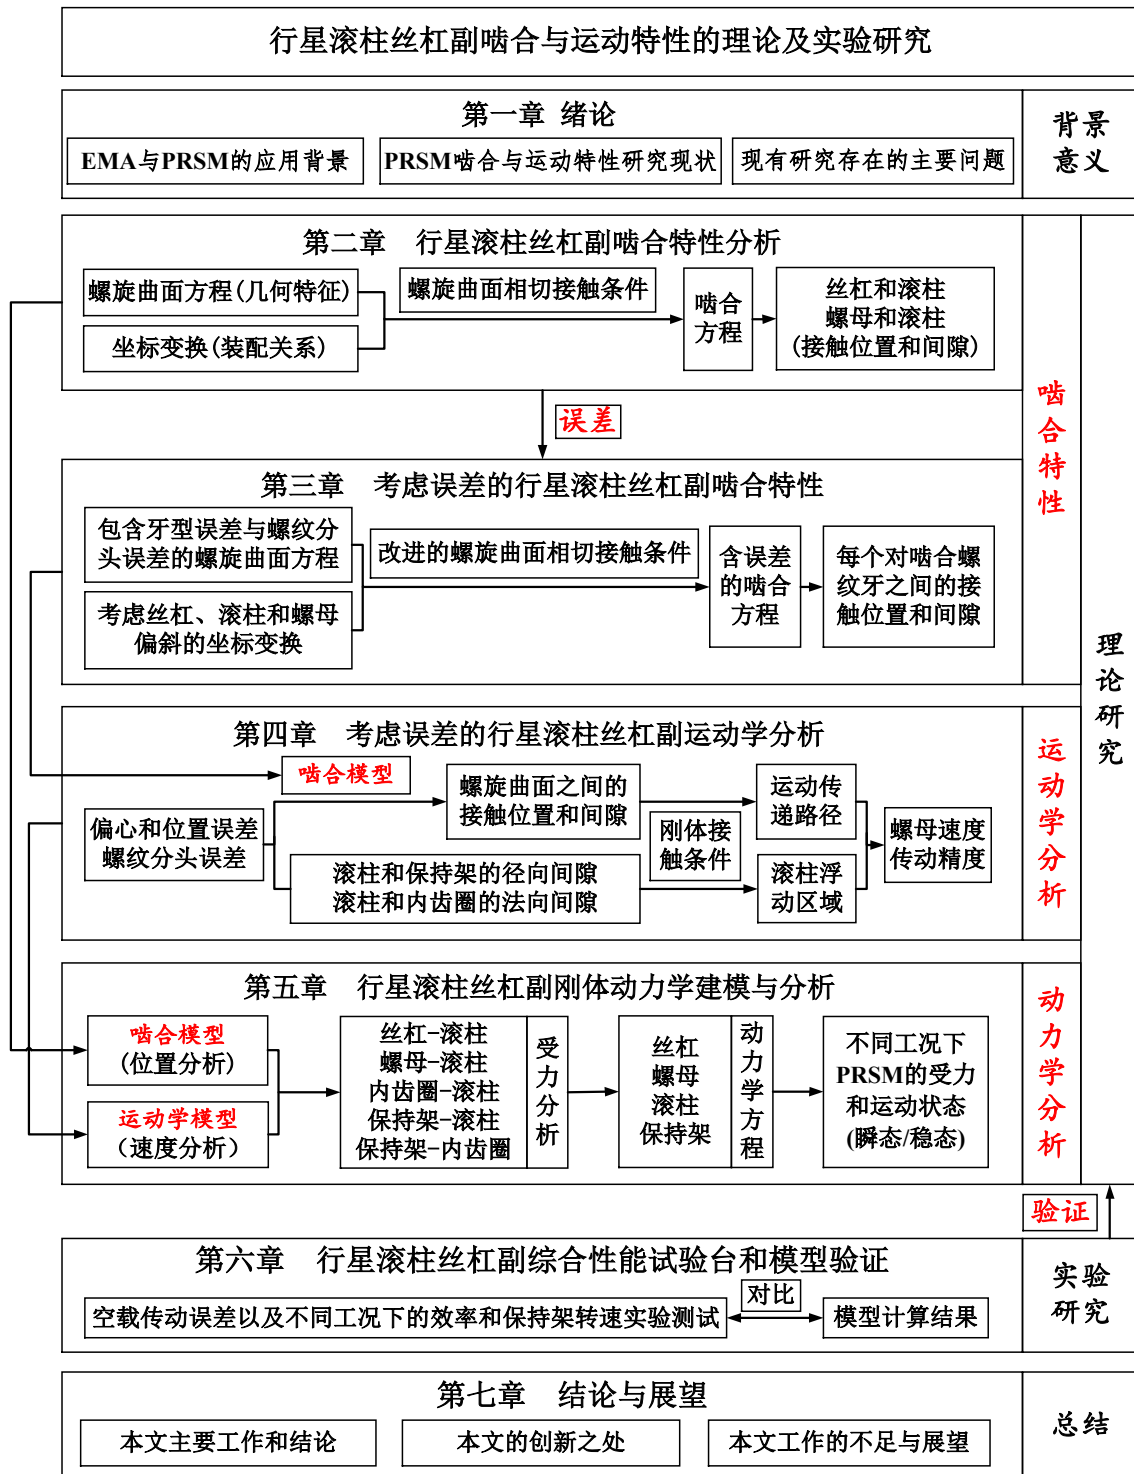 行星滚柱丝杠副啮合与运动特性的理论及实验研究
第一章 绪论
EMA与PRSM的应用背景
PRSM啮合与运动特性研究现状
现有研究存在的主要问题
背景
意义
第二章 行星滚柱丝杠副啮合特性分析
螺旋曲面方程(几何特征)
坐标变换(装配关系)
螺旋曲面相切接触条件
啮合
方程
丝杠和滚柱
螺母和滚柱
(接触位置和间隙)
误差
第三章 考虑误差的行星滚柱丝杠副啮合特性
包含牙型误差与螺纹分
头误差的螺旋曲面方程
考虑丝杠、滚柱和螺母
偏斜的坐标变换
改进的螺旋曲面相切接触条件
含误差
的啮合
方程
每个对啮合螺
纹牙之间的接
触位置和间隙
啮合特性
第四章 考虑误差的行星滚柱丝杠副运动学分析
啮合模型
偏心和位置误差
螺纹分头误差
螺旋曲面之间的
接触位置和间隙
滚柱和保持架的径向间隙
滚柱和内齿圈的法向间隙
刚体接
触条件
运动传
递路径
滚柱浮
动区域
螺母速度
传动精度
运动学分析
第五章 行星滚柱丝杠副刚体动力学建模与分析
啮合模型
(位置分析)
运动学模型
（速度分析）
丝杠-滚柱
螺母-滚柱
内齿圈-滚柱
保持架-滚柱
保持架-内齿圈
受力分析
丝杠
螺母
滚柱
保持架
动力学方程
不同工况下
PRSM的受力
和运动状态
(瞬态/稳态)
动力学分析
理论研究
验证
第六章 行星滚柱丝杠副综合性能试验台和模型验证
空载传动误差以及不同工况下的效率和保持架转速实验测试
对比
模型计算结果
实验
研究
第七章 结论与展望
本文主要工作和结论
本文的创新之处
本文工作的不足与展望
总结